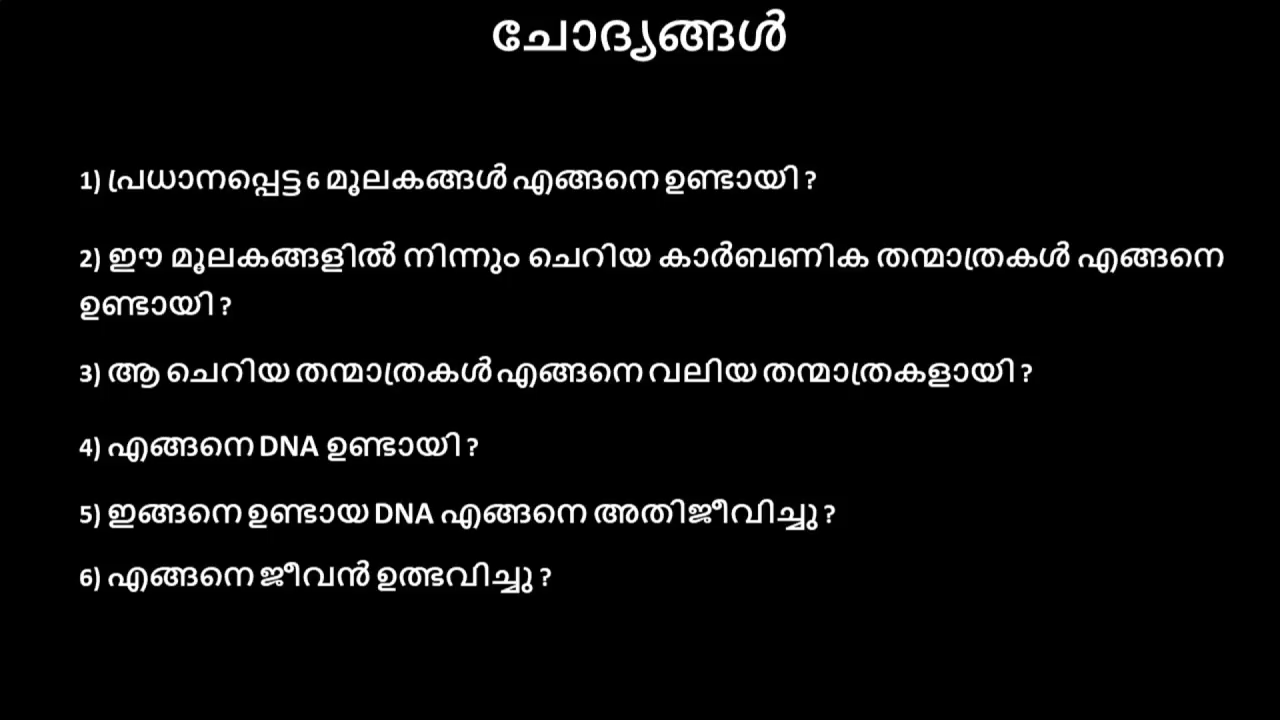 ചോദ്യങ്ങൾ
1) പ്രധാനപ്പെട്ട 6 മൂലകങ്ങൾ എങ്ങനെ ഉണ്ടായി ?
2) ഈ മൂലകങ്ങളിൽ നിന്നും ചെറിയ കാർബണിക തന്മാത്രകൾ എങ്ങനെ
ഉണ്ടായി ?
3) ആ ചെറിയ തന്മാത്രകൾ എങ്ങനെ വലിയ തന്മാത്രകളായി ?
4) എങ്ങനെ DNA ഉണ്ടായി ?
5) ഇങ്ങനെ ഉണ്ടായ DNA എങ്ങനെ അതിജീവിച്ചു ?
6) എങ്ങനെ ജീവൻ ഉത്ഭവിച്ചു ?